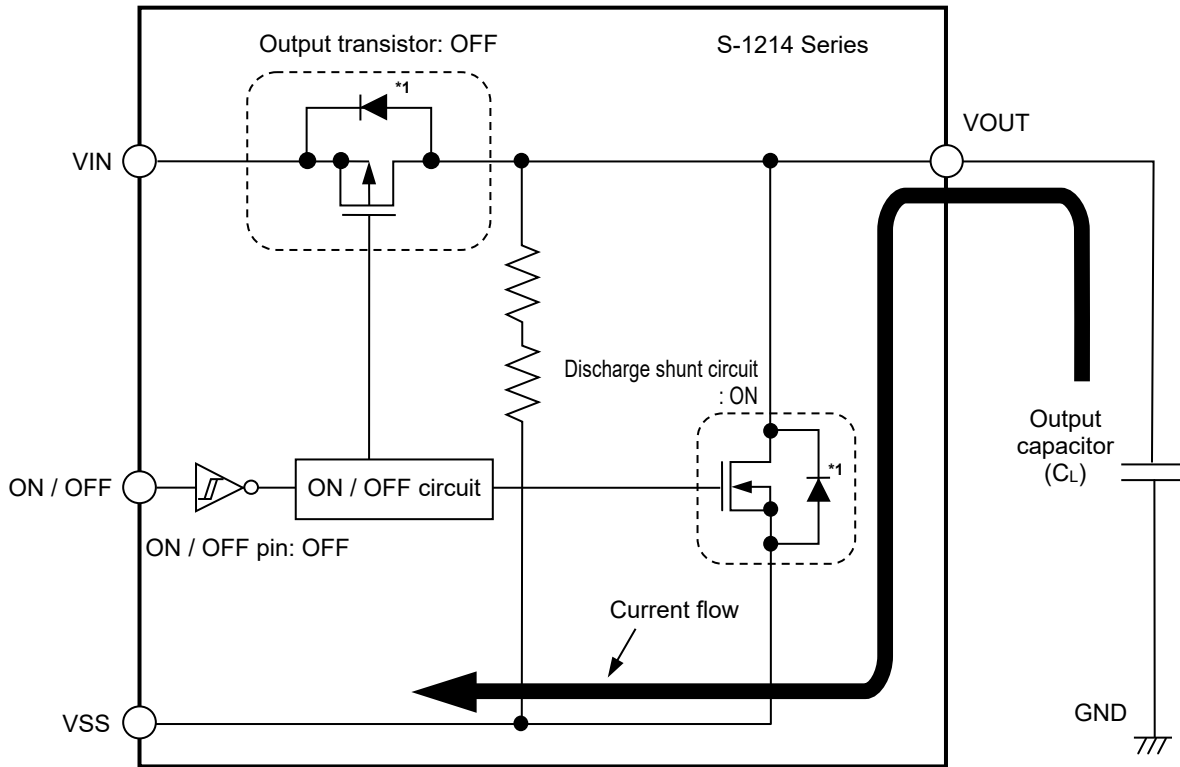 Output transistor: OFF
S-1214 Series
*1
VOUT
VIN
Discharge shunt circuit
: ON
Output
capacitor
(CL)
*1
ON / OFF
ON / OFF circuit
ON / OFF pin: OFF
Current flow
VSS
GND